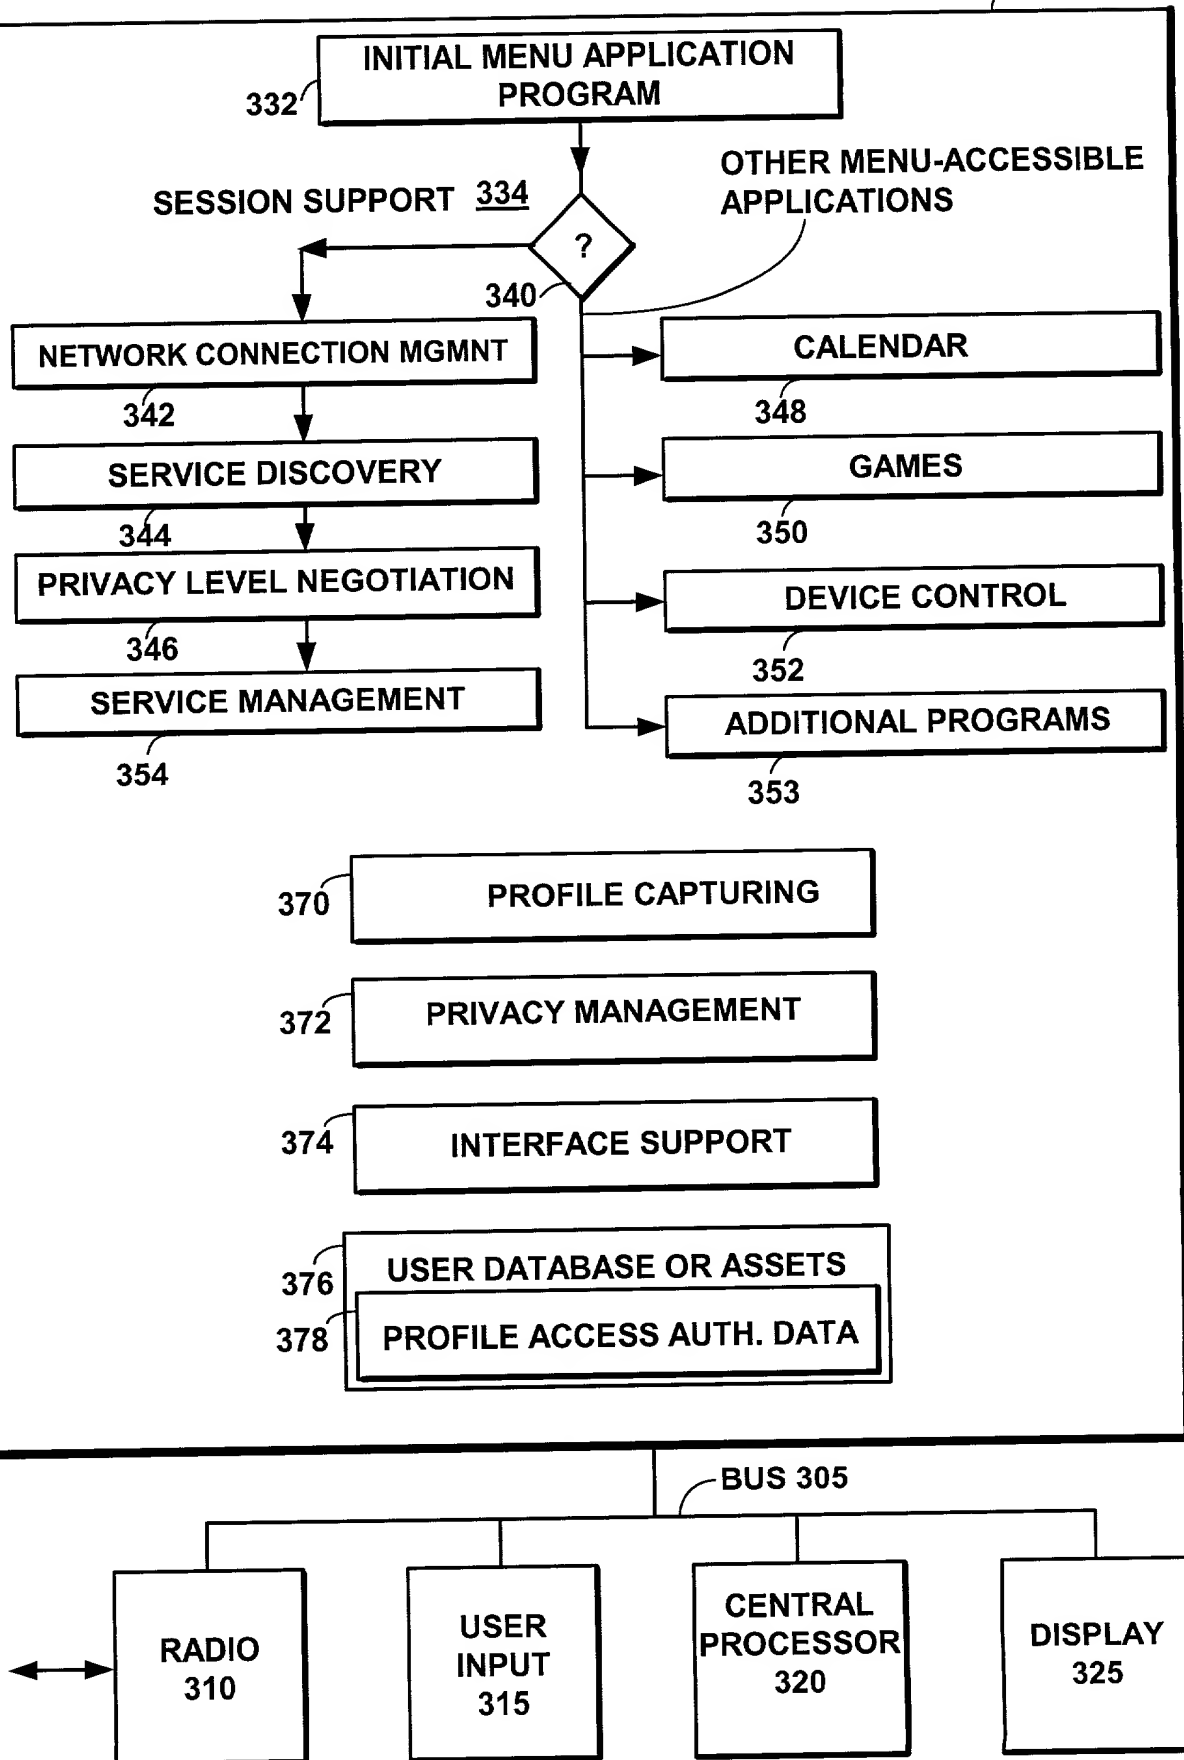 INITIAL MENU APPLICATION
PROGRAM
332
OTHER MENU-ACCESSIBLE
APPLICATIONS
SESSION SUPPORT 334
?
340
NETWORK CONNECTION MGMNT
342
SERVICE DISCOVERY
344
PRIVACY LEVEL NEGOTIATION
346
SERVICE MANAGEMENT
354
CALENDAR
348
GAMES
350
DEVICE CONTROL
352
ADDITIONAL PROGRAMS
353
370
PROFILE CAPTURING
372
PRIVACY MANAGEMENT
374
INTERFACE SUPPORT
376
USER DATABASE OR ASSETS
378
PROFILE ACCESS AUTH. DATA
BUS 305
RADIO
310
USER
INPUT
315
CENTRAL
PROCESSOR
320
DISPLAY
325